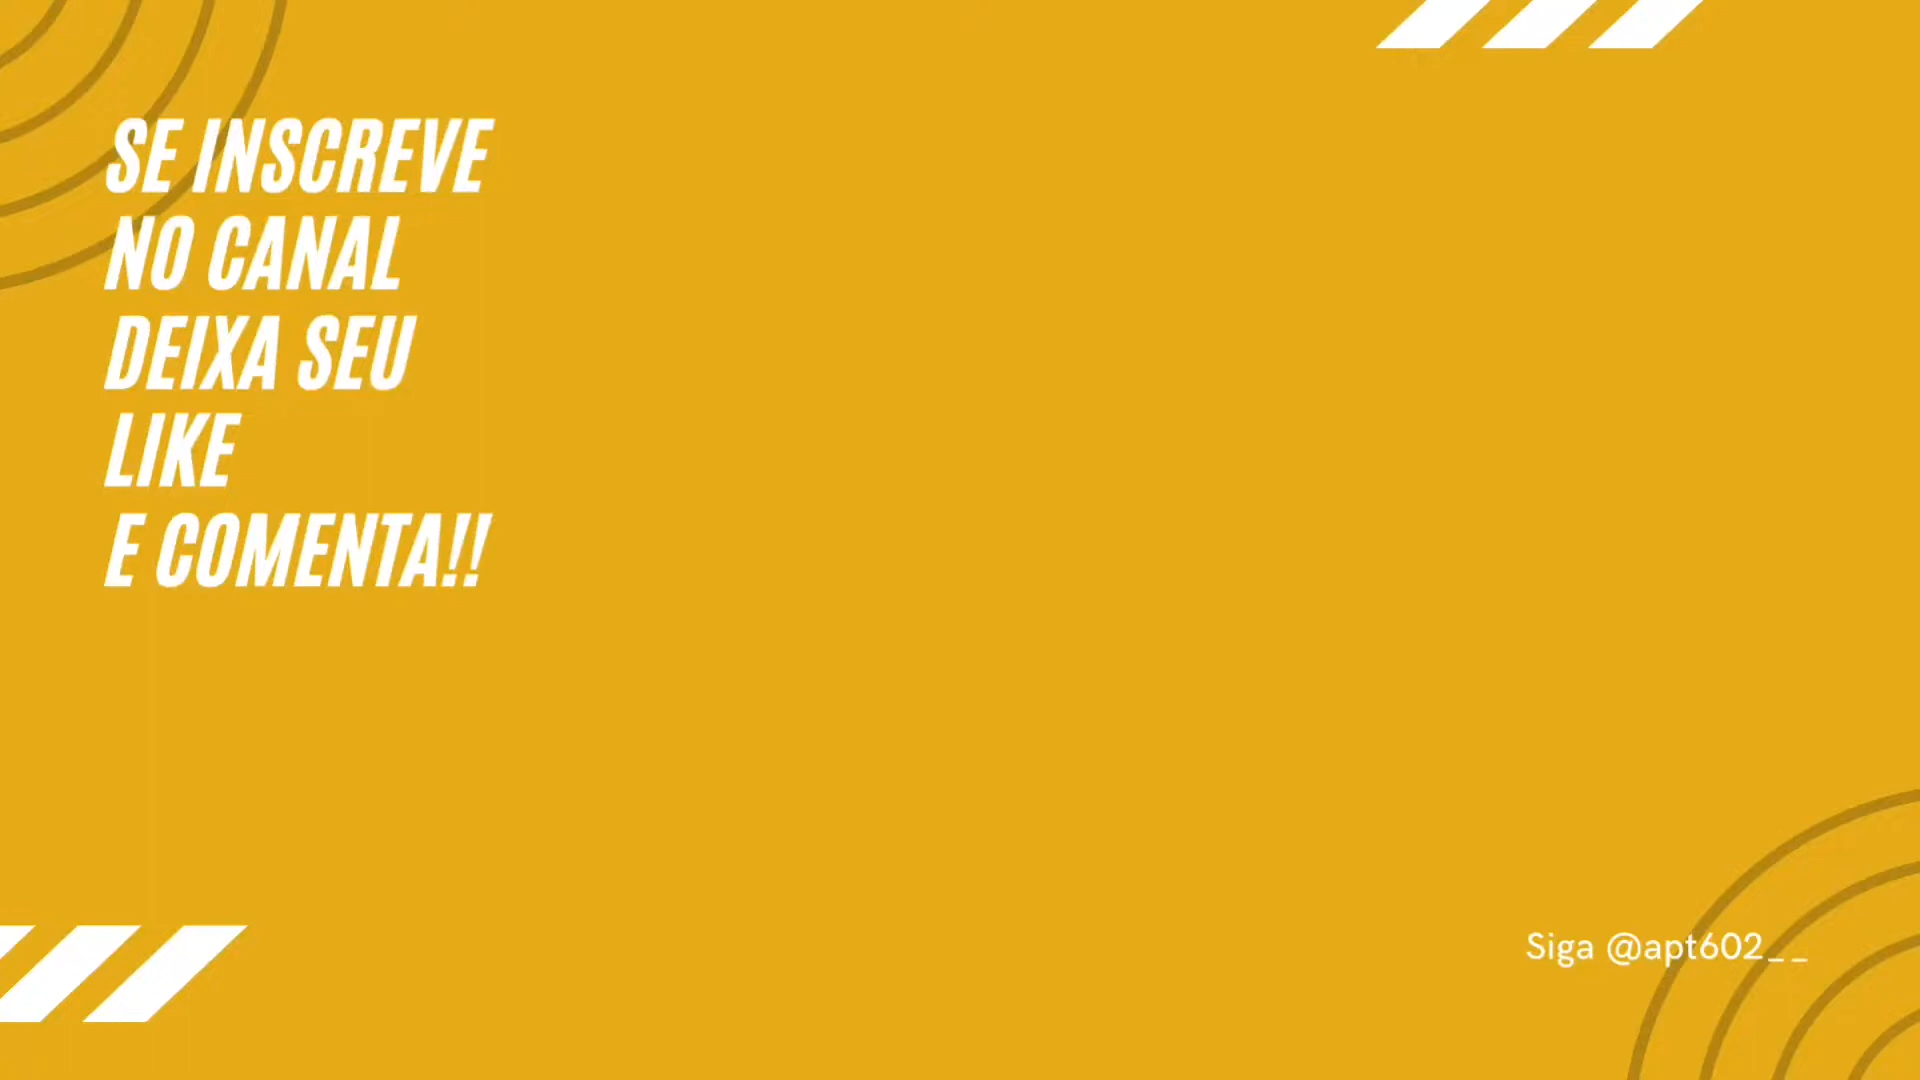 SE INSCREVE
NO CANAL
DEIXA SEU
LIKE
E COMENTA!!
Siga @apt602__